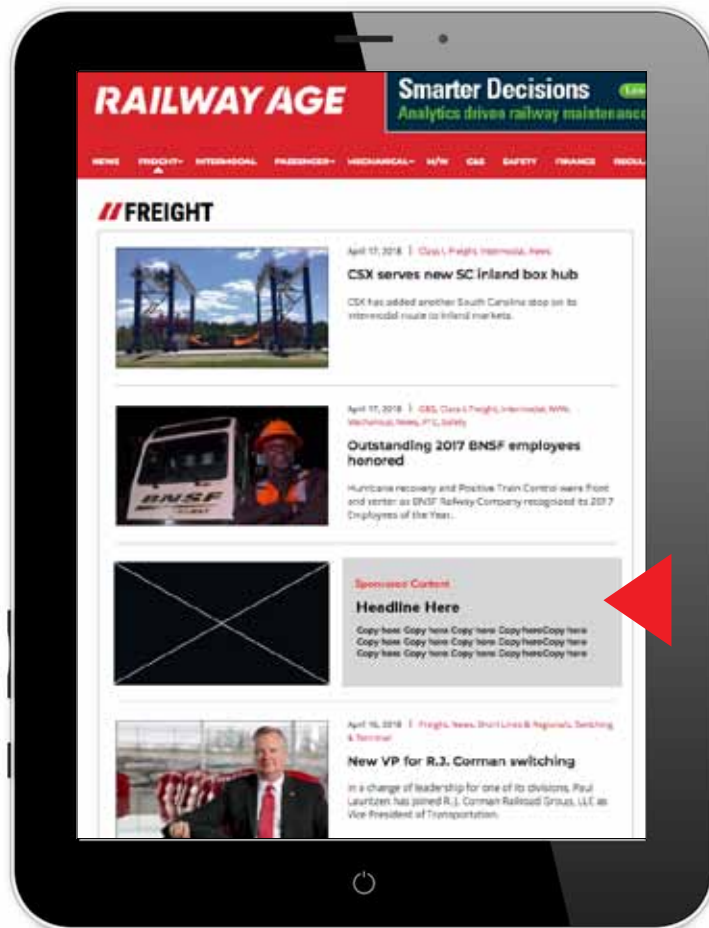 RAILWAY AGE
Smarter Decisions
Analytics driven railway maintenance
NEWS FREIGHT INTERMODAL PASSENGER MECHANICAL M/W C&S SAFETY FINANCE
// FREIGHT
April 17, 2018 | Class I, Freight, Intermodal, News
CSX serves new SC inland box hub
CSX has added another South Carolina stop on its
intermodal route to inland markets.
April 17, 2018 | C&S, Class I, Freight, Intermodal, M/W,
Mechanical, News, PTC, Safety
Outstanding 2017 BNSF employees
honored
Hurricane recovery and Positive Train Control were front
and center as BNSF Railway Company recognized its 2017
Employees of the Year.
BNSF
Sponsored Content
Headline Here
Copy here Copy here Copy here Copy hereCopy here
Copy here Copy here Copy here Copy hereCopy here
Copy here Copy here Copy here Copy hereCopy here
April 16, 2018 | Freight, News, Short Lines & Regionals, Switching
& Terminal
New VP for R.J. Corman switching
In a change of leadership for one of its divisions, Paul
Lauritzen has joined R. J. Corman Railroad Group, LLC as
Vice President of Transportation.